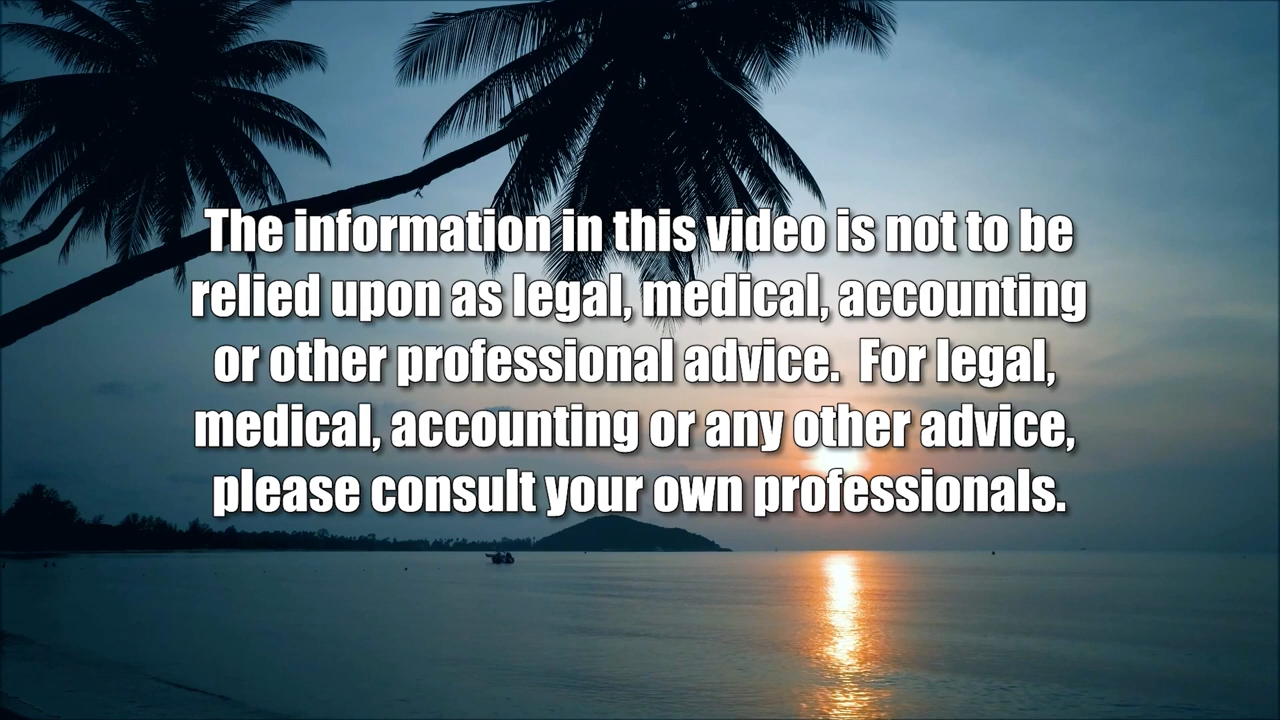 The information in this video is not to be
relied upon as legal, medical, accounting
or other professional advice.  For legal,
medical, accounting or any other advice,
please consult your own professionals.